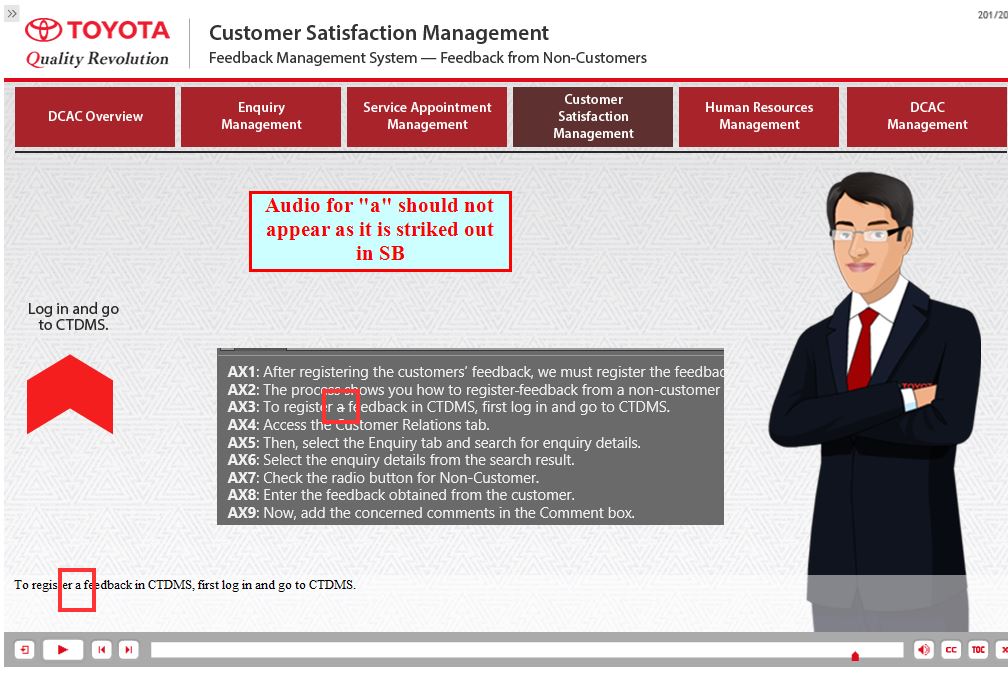 »
201/20
TOYOTA
Quality Revolution
Customer Satisfaction Management
Feedback Management System — Feedback from Non-Customers
DCAC Overview
Enquiry
Management
Service Appointment
Management
Customer
Satisfaction
Management
Human Resources
Management
DCAC
Management
Audio for "a" should not
appear as it is striked out
in SB
Log in and go
to CTDMS.
AX1: After registering the customers' feedback, we must register the feedbac
AX2: The process shows you how to register feedback from a non-customer
AX3: To register a feedback in CTDMS, first log in and go to CTDMS.
AX4: Access the Customer Relations tab.
AX5: Then, select the Enquiry tab and search for enquiry details.
AX6: Select the enquiry details from the search result.
AX7: Check the radio button for Non-Customer.
AX8: Enter the feedback obtained from the customer.
AX9: Now, add the concerned comments in the Comment box.
TOYOTA
To register a feedback in CTDMS, first log in and go to CTDMS.
CC
TOC